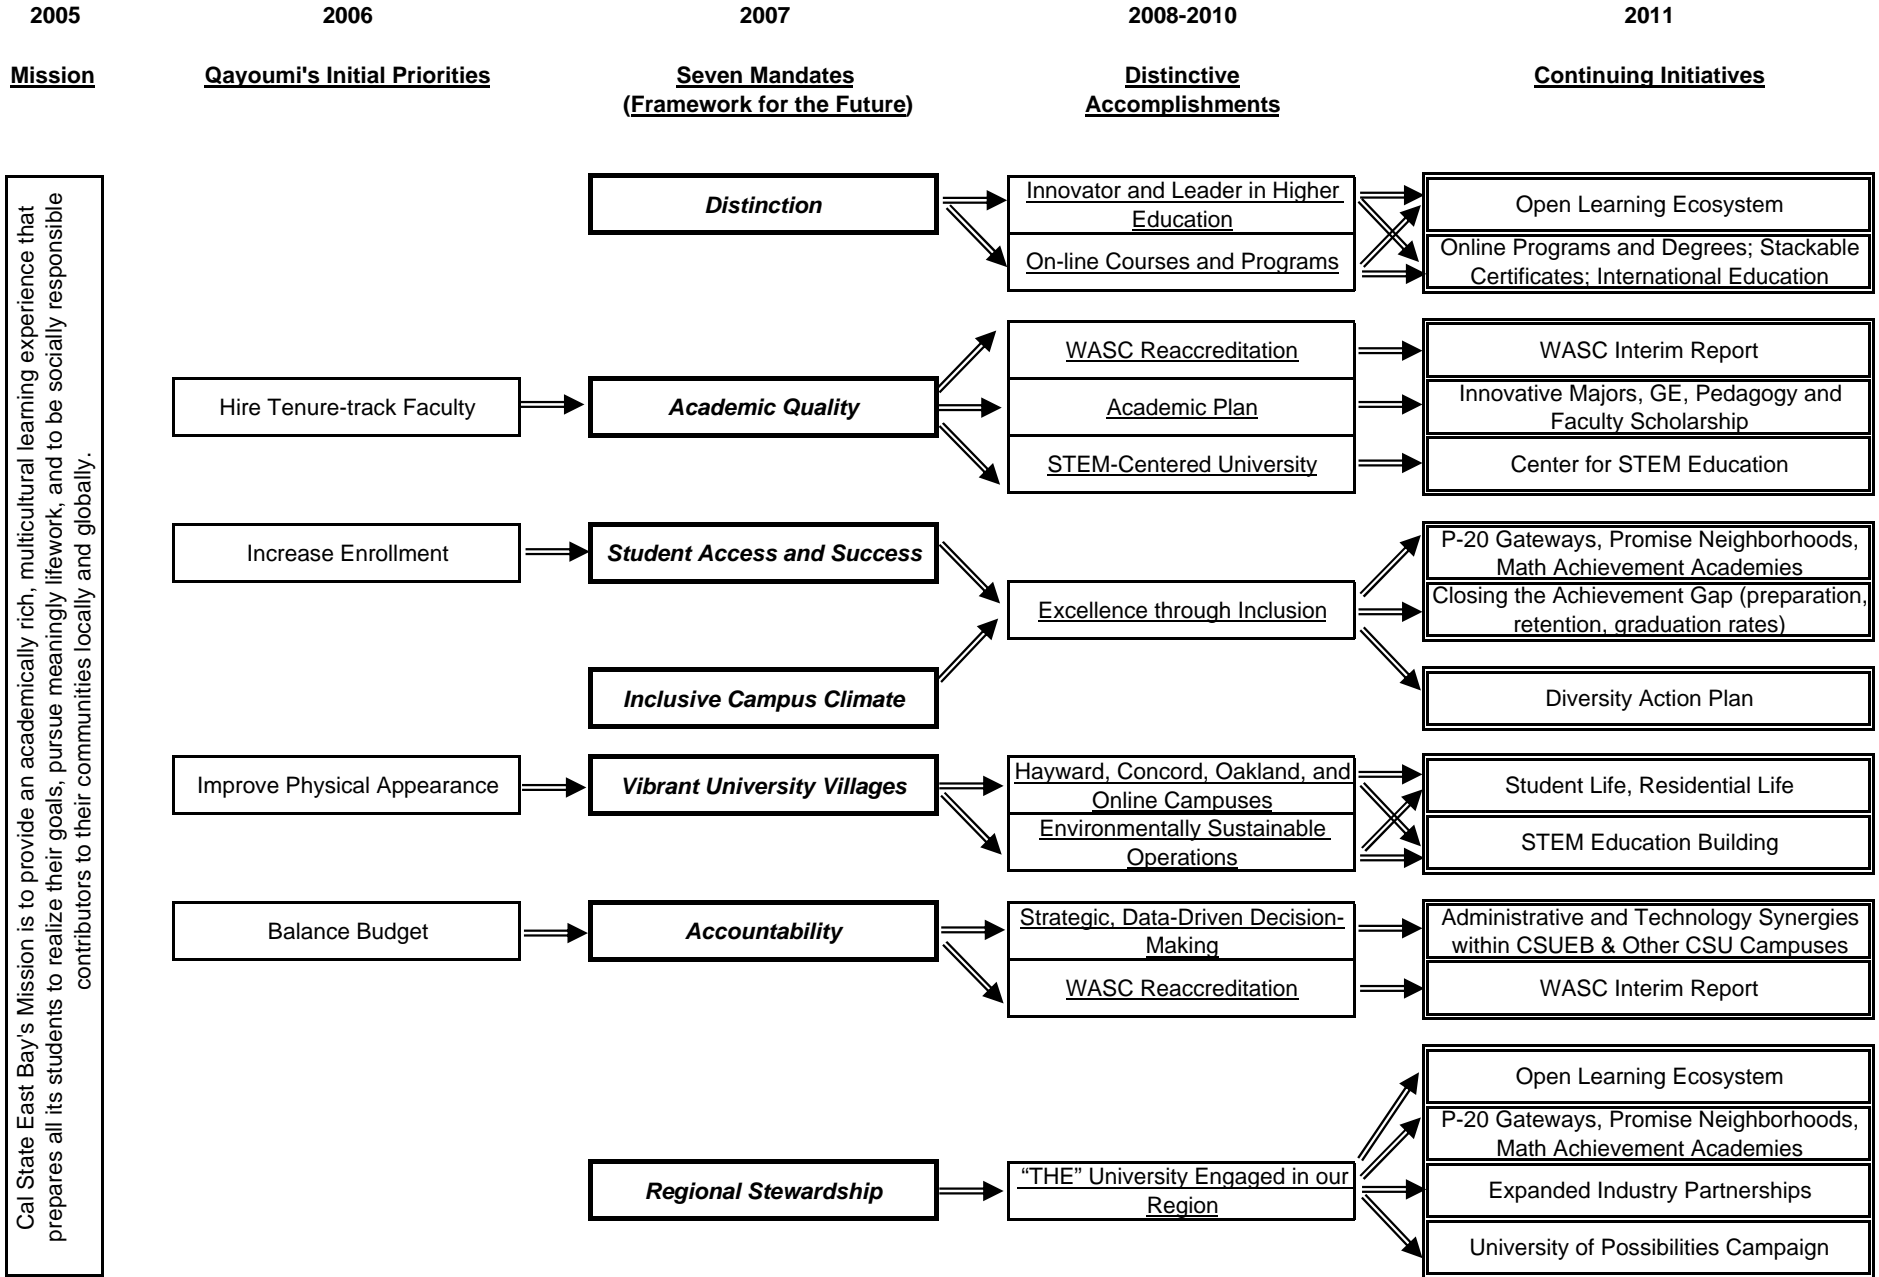 2005
2006
2007
2008-2010
2011
Mission
Qayoumi's Initial Priorities
Seven Mandates
(Framework for the Future)
Distinctive
Accomplishments
Continuing Initiatives
Cal State East Bay's Mission is to provide an academically rich, multicultural learning experience that
prepares all its students to realize their goals, pursue meaningly lifework, and to be socially responsible
contributors to their communities locally and globally.
Distinction
Innovator and Leader in Higher
Education
On-line Courses and Programs
Open Learning Ecosystem
Online Programs and Degrees; Stackable
Certificates; International Education
Hire Tenure-track Faculty
Academic Quality
WASC Reaccreditation
Academic Plan
STEM-Centered University
WASC Interim Report
Innovative Majors, GE, Pedagogy and
Faculty Scholarship
Center for STEM Education
Increase Enrollment
Student Access and Success
Inclusive Campus Climate
Excellence through Inclusion
P-20 Gateways, Promise Neighborhoods,
Math Achievement Academies
Closing the Achievement Gap (preparation,
retention, graduation rates)
Diversity Action Plan
Improve Physical Appearance
Vibrant University Villages
Hayward, Concord, Oakland, and
Online Campuses
Environmentally Sustainable
Operations
Student Life, Residential Life
STEM Education Building
Balance Budget
Accountability
Strategic, Data-Driven Decision-
Making
WASC Reaccreditation
Administrative and Technology Synergies
within CSUEB & Other CSU Campuses
WASC Interim Report
Regional Stewardship
“THE” University Engaged in our
Region
Open Learning Ecosystem
P-20 Gateways, Promise Neighborhoods,
Math Achievement Academies
Expanded Industry Partnerships
University of Possibilities Campaign